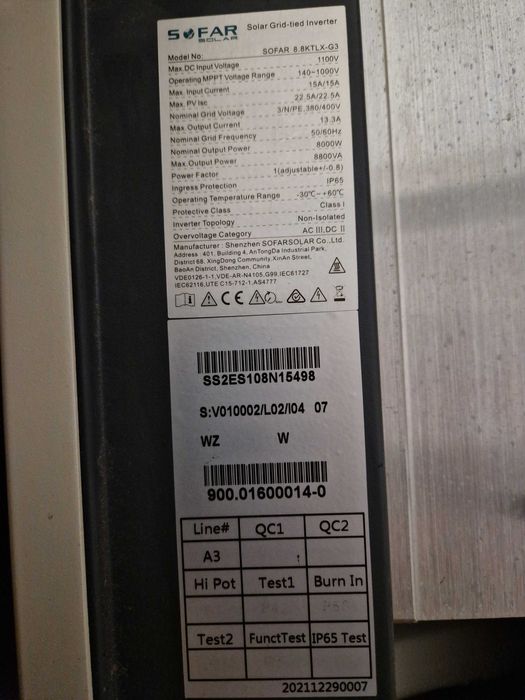 SOFAR SOLAR Solar Grid-tied Inverter
Model No: SOFAR 8.8KTLX-G3
Max.DC Input Voltage 1100V
Operating MPPT Voltage Range 140~1000V
Max. Input Current 15A/15A
Max. PV Isc 22.5A/22.5A
Nominal Grid Voltage 3/N/PE,380/400V
Max.Output Current 13.3A
Nominal Grid Frequency 50/60Hz
Nominal Output Power 8000W
Max.Output Power 8800VA
Power Factor 1(adjustable+/-0.8)
Ingress Protection IP65
Operating Temperature Range -30℃~+60℃
Protective Class Class I
Inverter Topology Non-Isolated
Overvoltage Category AC III,DC II
Manufacturer : Shenzhen SOFARSOLAR Co.,Ltd.
Address : 401, Building 4, AnTongDa Industrial Park,
District 68, XingDong Community,XinAn Street,
BaoAn District, Shenzhen, China
VDE0126-1-1,VDE-AR-N4105,G99,IEC61727
IEC62116,UTE C15-712-1,AS4777
CE
SS2ES108N15498
S:V010002/L02/I04 07
WZ W
900.01600014-0
Line# QC1 QC2
A3
Hi Pot Test1 Burn In
Test2 FunctTest IP65 Test
202112290007